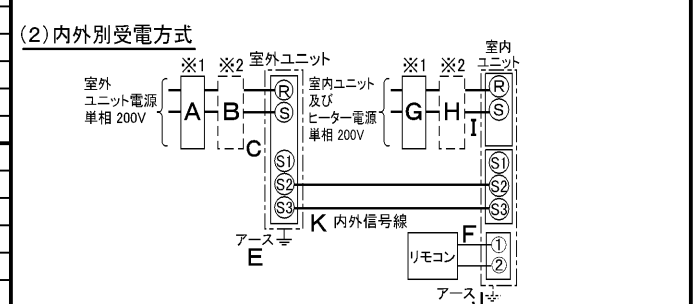 (2)内外別受電方式
※1 ※2 室外ユニット
室外
ユニット電源
単相 200V
A
B
C
R
S
S1
S2
S3
アース
E
※1 ※2
室内
ユニット
室内ユニット
及び
ヒーター電源
単相 200V
G
H
I
R
S
S1
S2
S3
K 内外信号線
リモコン
F
①
②
アース
J